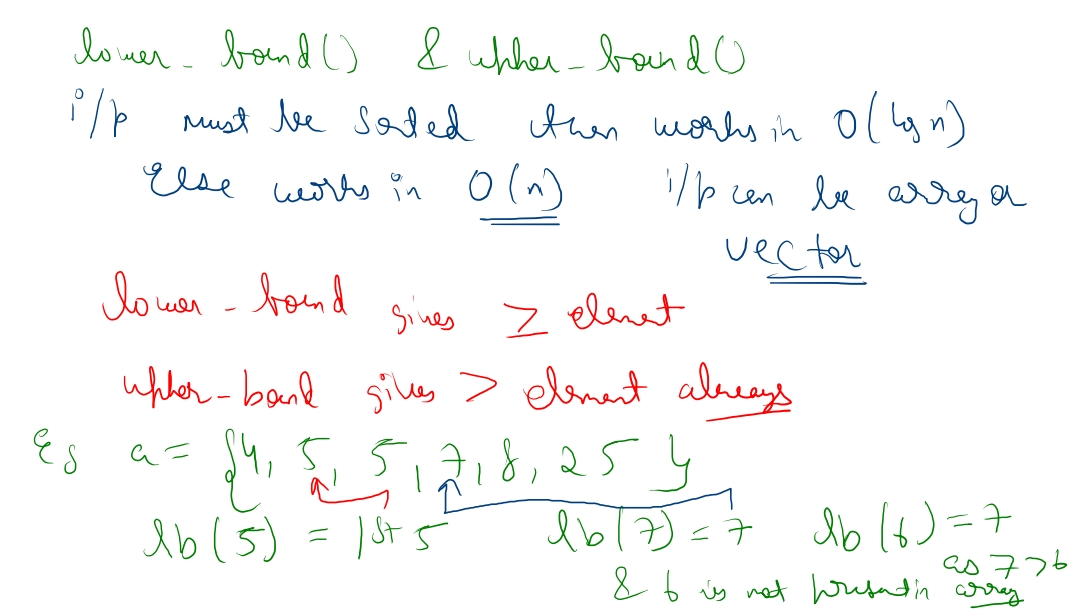 lower_bound() & upper_bound()
i/p must be sorted then works in O(log n)
Else works in O(n) i/p can be array or
vector
lower_bound gives ≥ element
upper_bound gives > element always
Eg a = {4, 5, 5, 7, 8, 25}
lb(5) = 1st 5 lb(7) = 7 lb(6) = 7
as 7 > 6
& 6 is not present in array